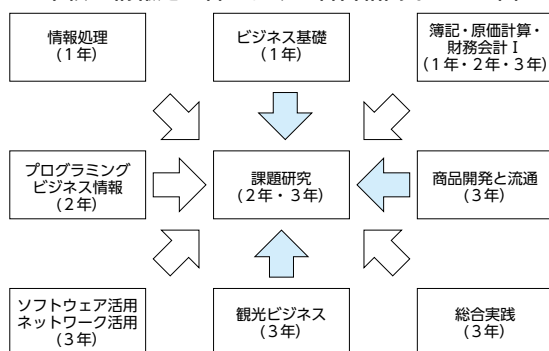 情報処理
(1年)
ビジネス基礎
(1年)
簿記・原価計算・
財務会計Ⅰ
(1年・2年・3年)
プログラミング
ビジネス情報
(2年)
課題研究
(2年・3年)
商品開発と流通
(3年)
ソフトウェア活用
ネットワーク活用
(3年)
観光ビジネス
(3年)
総合実践
(3年)